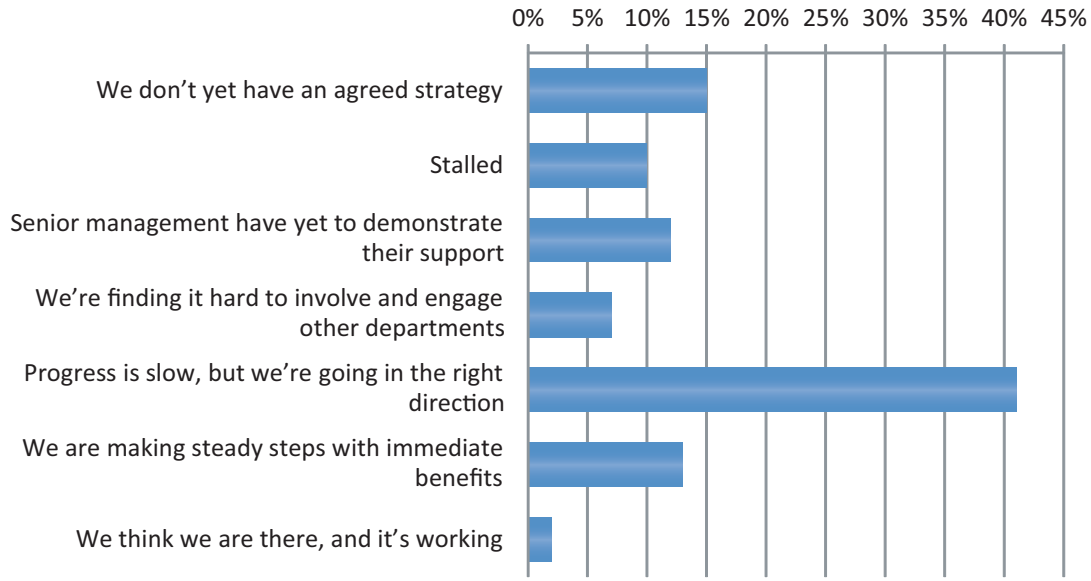 0% 5% 10% 15% 20% 25% 30% 35% 40% 45%
We don’t yet have an agreed strategy
Stalled
Senior management have yet to demonstrate
their support
We’re finding it hard to involve and engage
other departments
Progress is slow, but we’re going in the right
direction
We are making steady steps with immediate
benefits
We think we are there, and it’s working